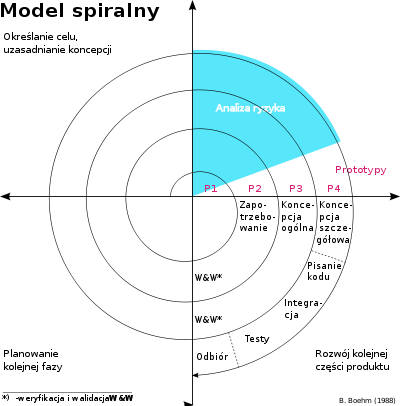 Model spiralny
Określanie celu,
uzasadnianie koncepcji
Analiza ryzyka
Prototypy
P1 P2 P3 P4
Zapo-
trzebo-
wanie
Konce-
pcja
ogólna
Konce-
pcja
szcze-
gółowa
Pisanie
kodu
W&W*
Integra-
cja
W&W*
Testy
Odbiór
Planowanie
kolejnej fazy
Rozwój kolejnej
części produktu
*) -weryfikacja i walidacjaW&W
B. Boehm (1988)